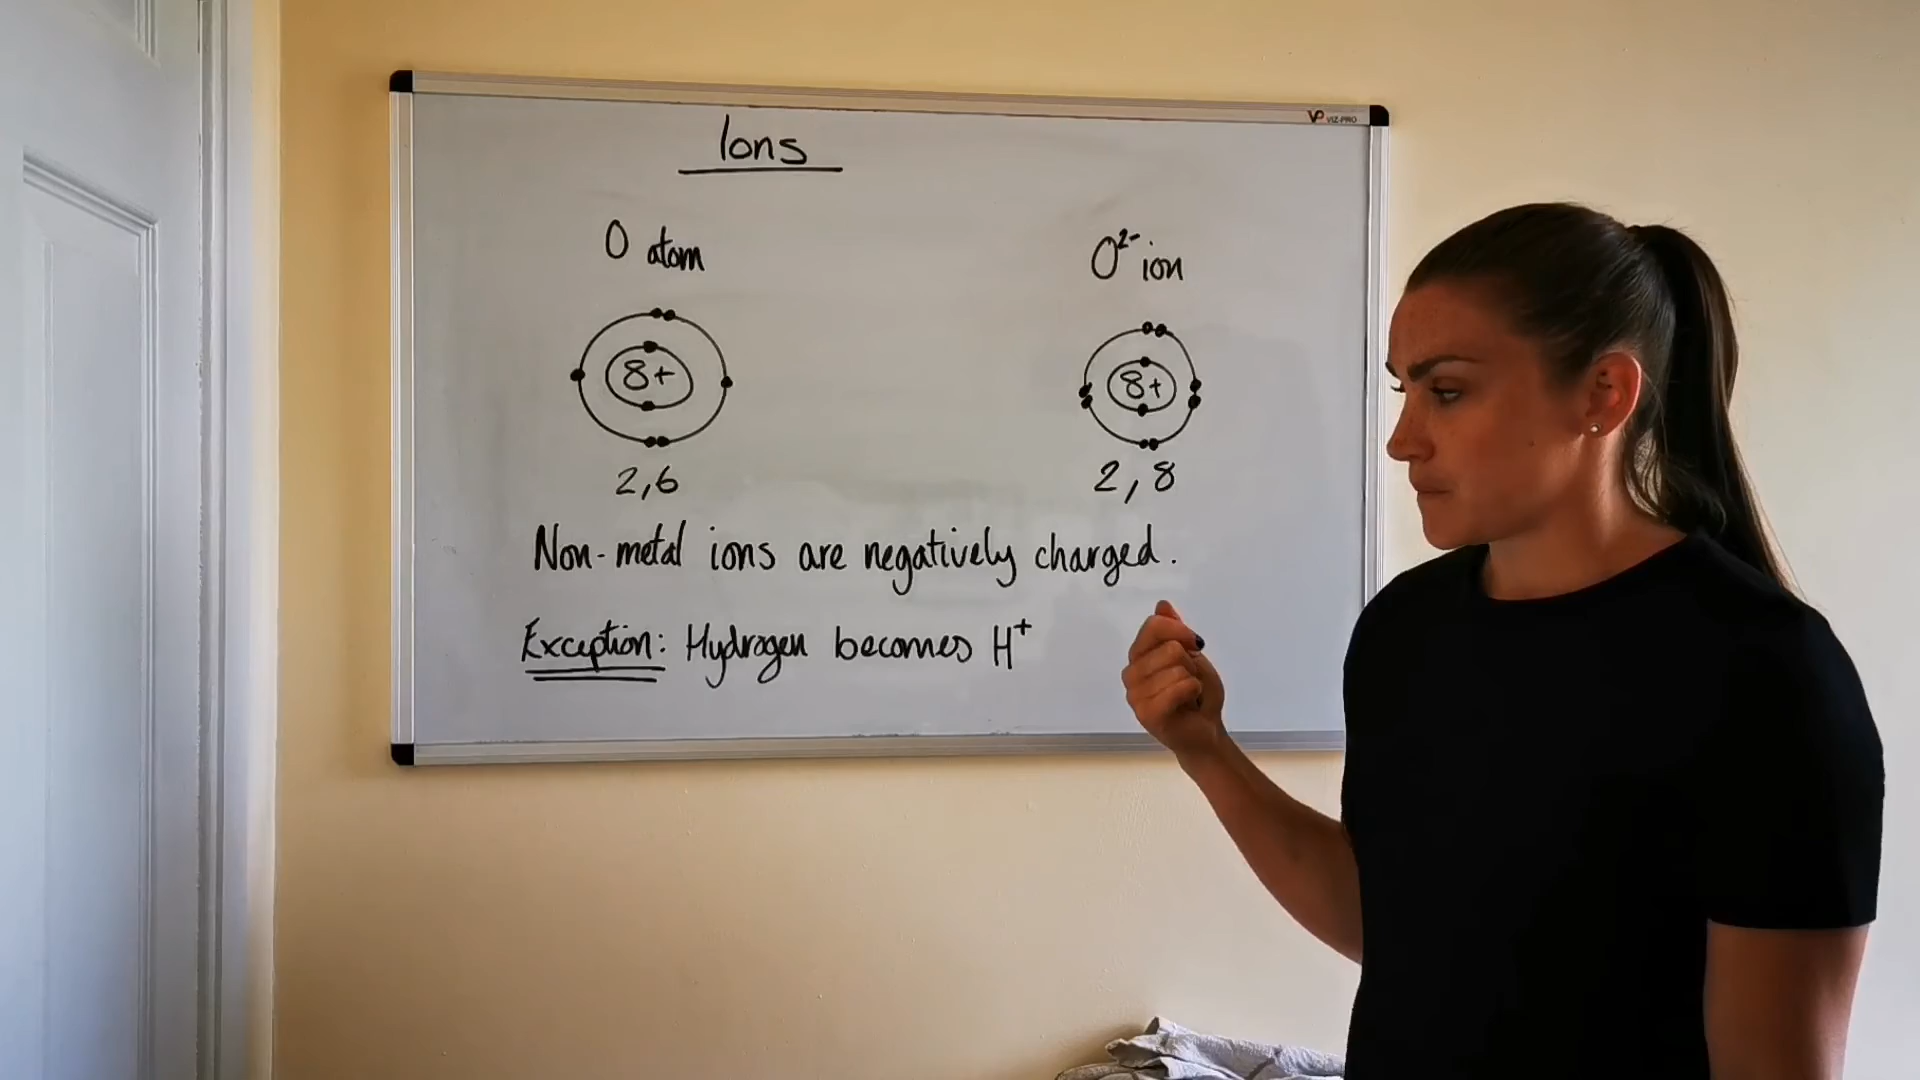 VP VIZ-PRO
Ions
O atom
O²⁻ ion
8+
8+
2,6
2,8
Non-metal ions are negatively charged.
Exception: Hydrogen becomes H⁺